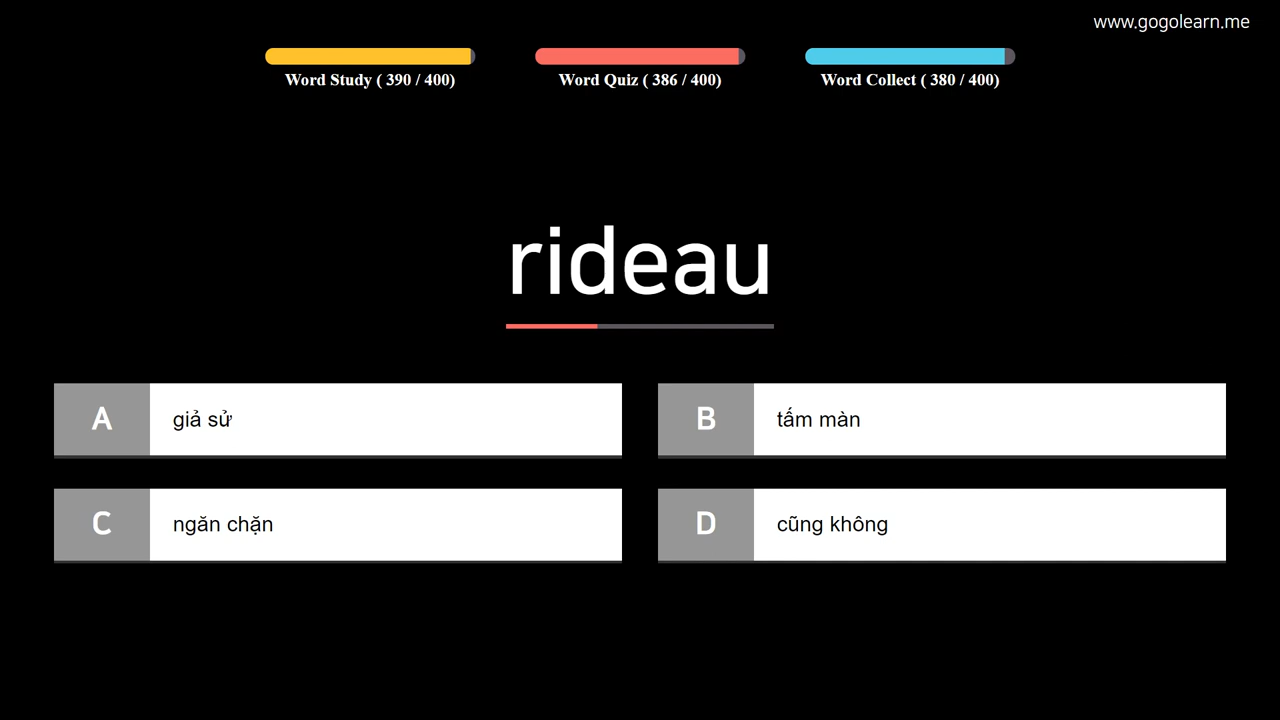 www.gogolearn.me
Word Study ( 390 / 400)
Word Quiz ( 386 / 400)
Word Collect ( 380 / 400)
rideau
A
giả sử
B
tấm màn
C
ngăn chặn
D
cũng không